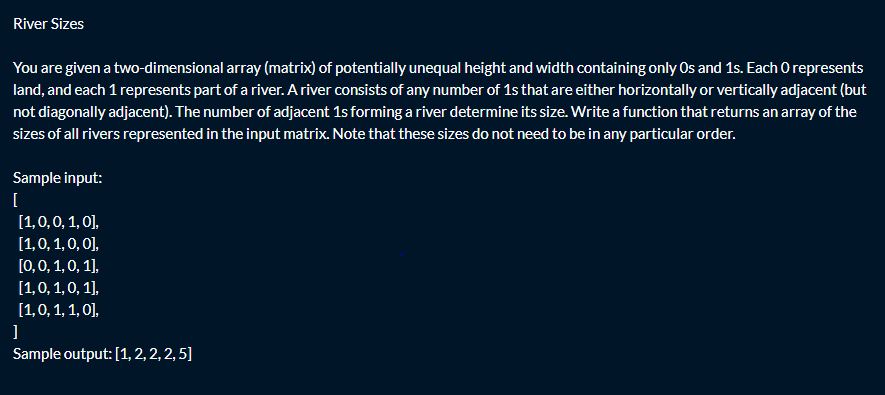 River Sizes
You are given a two-dimensional array (matrix) of potentially unequal height and width containing only 0s and 1s. Each 0 represents
land, and each 1 represents part of a river. A river consists of any number of 1s that are either horizontally or vertically adjacent (but
not diagonally adjacent). The number of adjacent 1s forming a river determine its size. Write a function that returns an array of the
sizes of all rivers represented in the input matrix. Note that these sizes do not need to be in any particular order.
Sample input:
[
[1, 0, 0, 1, 0],
[1, 0, 1, 0, 0],
[0, 0, 1, 0, 1],
[1, 0, 1, 0, 1],
[1, 0, 1, 1, 0],
]
Sample output: [1, 2, 2, 2, 5]